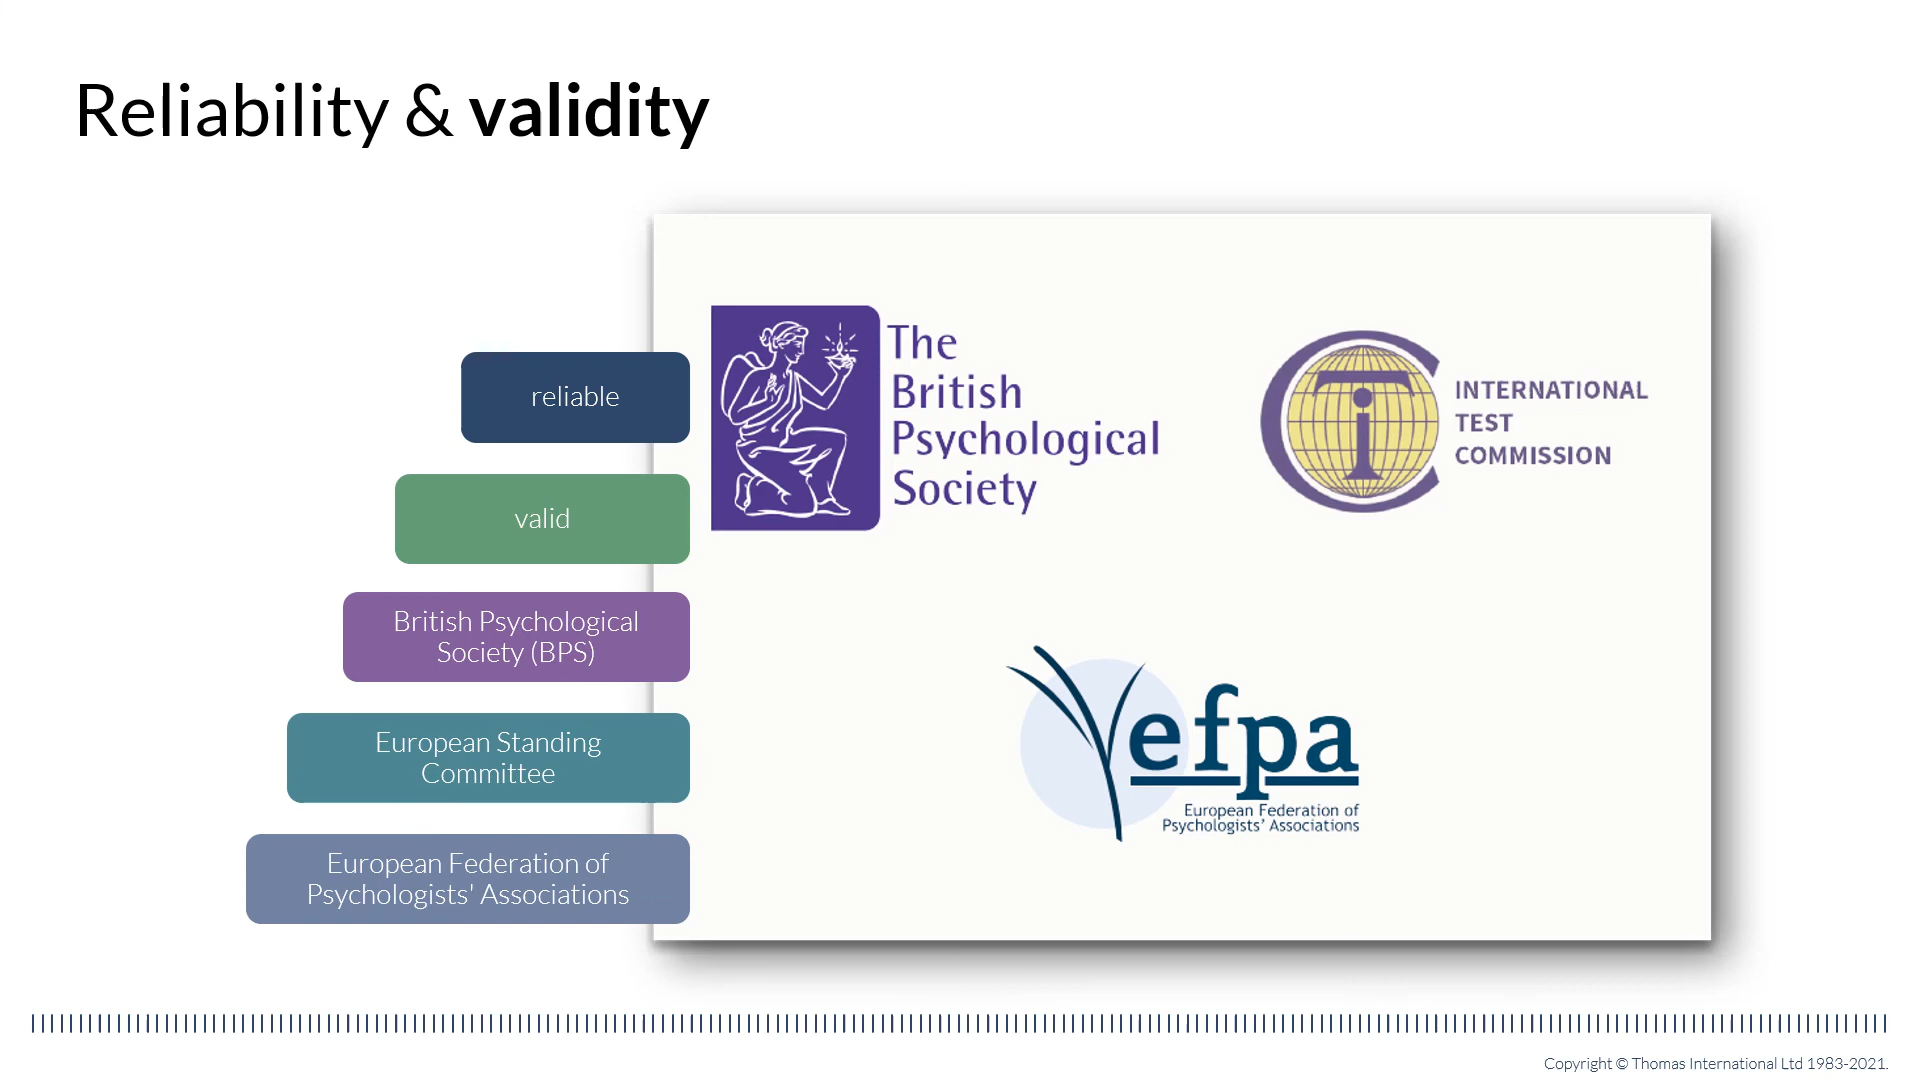 Reliability & validity
reliable
valid
British Psychological
Society (BPS)
European Standing
Committee
European Federation of
Psychologists' Associations
The
British
Psychological
Society
INTERNATIONAL
TEST
COMMISSION
efpa
European Federation of
Psychologists' Associations
Copyright © Thomas International Ltd 1983-2021.